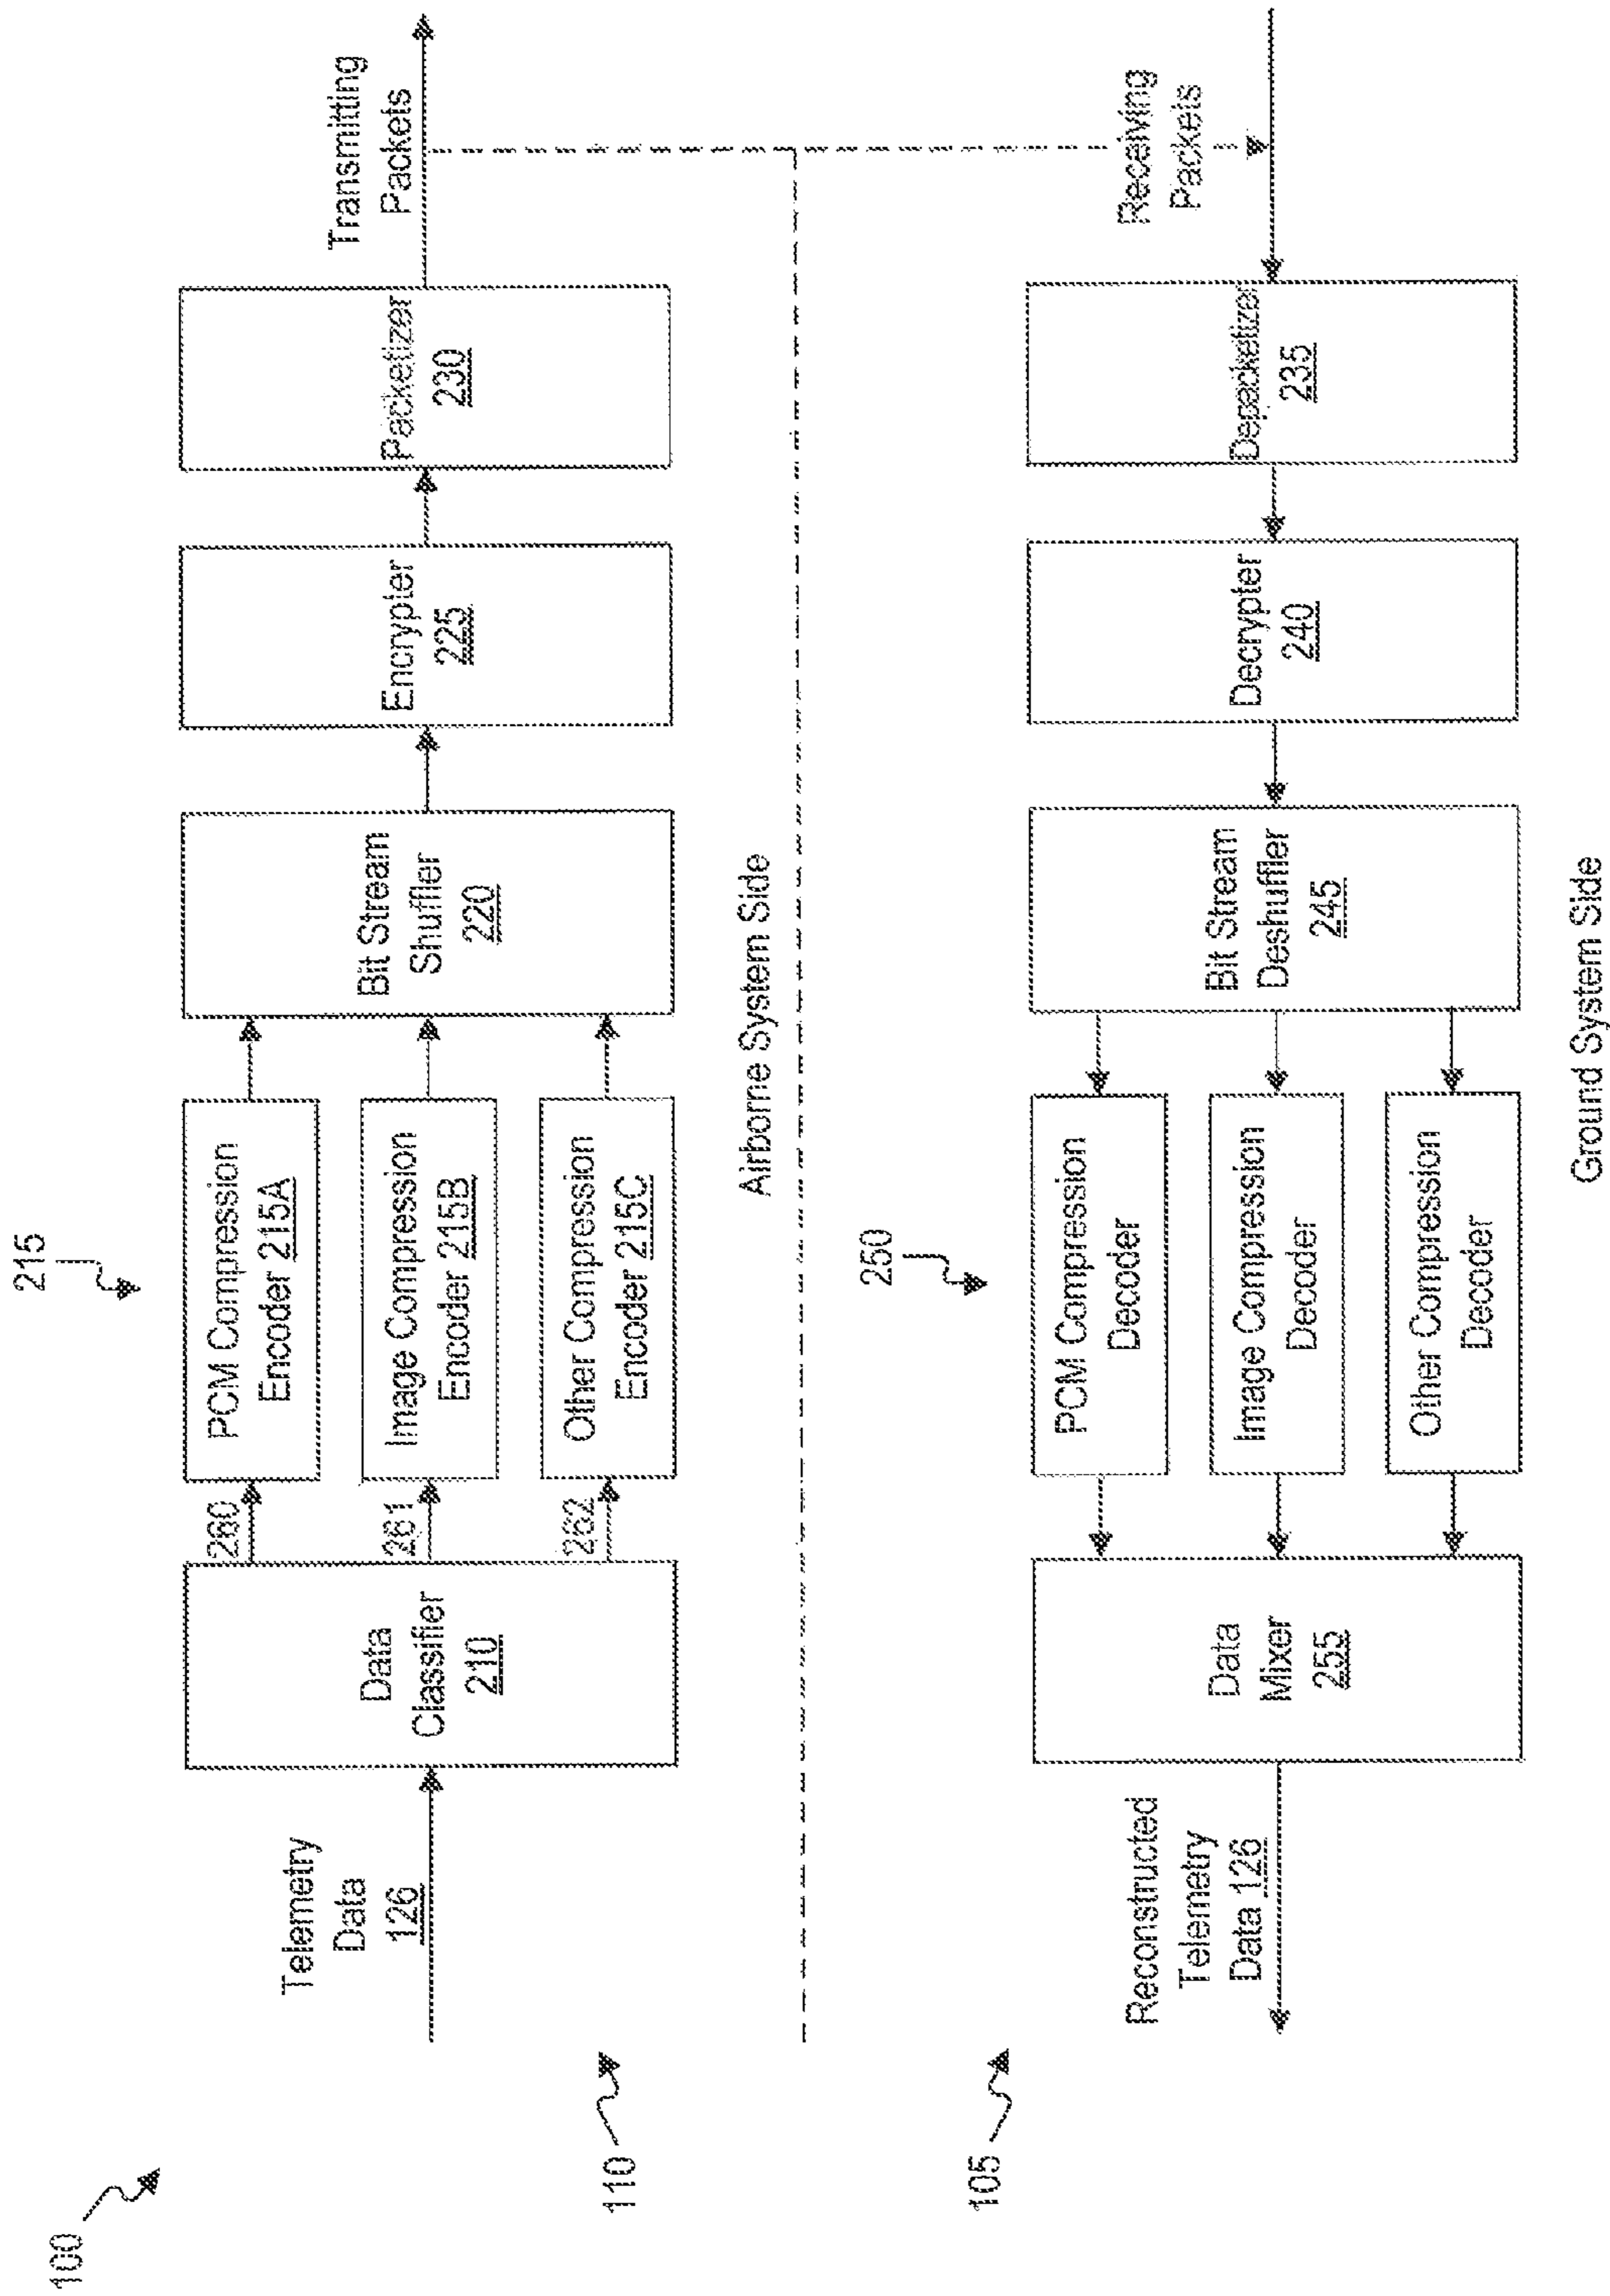 100
215
Telemetry
Data
126
Data
Classifier
210
260
261
262
PCM Compression
Encoder 215A
Image Compression
Encoder 215B
Other Compression
Encoder 215C
Bit Stream
Shuffler
220
Encrypter
225
Packetizer
230
Transmitting
Packets
110
Airborne System Side
105
250
Reconstructed
Telemetry
Data 126
Data
Mixer
255
PCM Compression
Decoder
Image Compression
Decoder
Other Compression
Decoder
Bit Stream
Deshuffler
245
Decrypter
240
Depacketizer
235
Receiving
Packets
Ground System Side